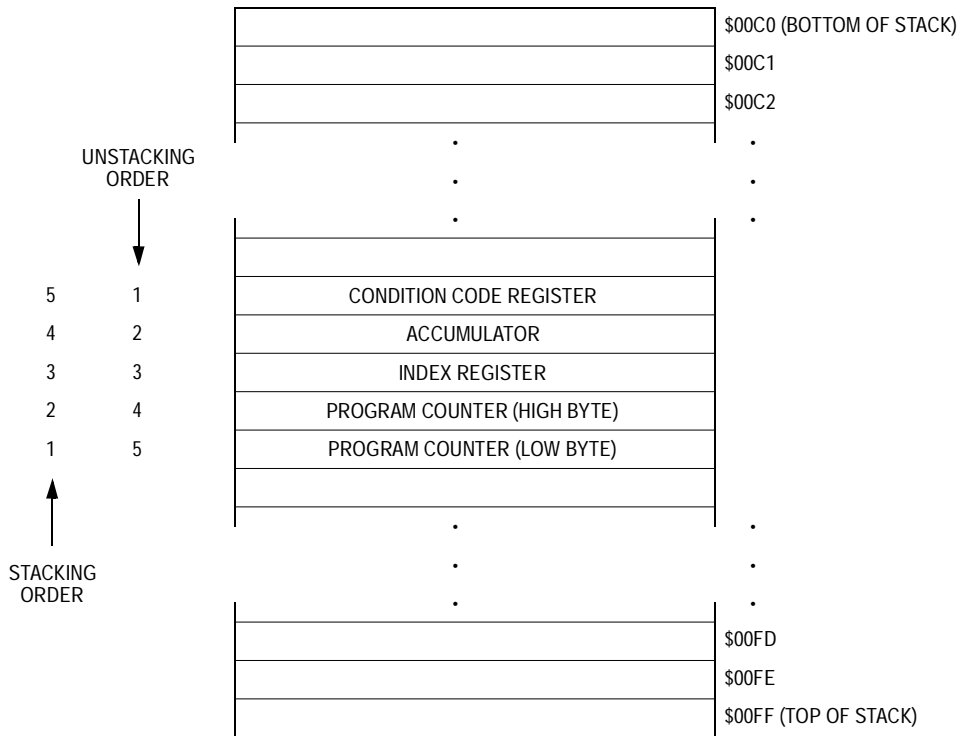 $00C0 (BOTTOM OF STACK)
$00C1
$00C2
UNSTACKING
ORDER
5 1 CONDITION CODE REGISTER
4 2 ACCUMULATOR
3 3 INDEX REGISTER
2 4 PROGRAM COUNTER (HIGH BYTE)
1 5 PROGRAM COUNTER (LOW BYTE)
STACKING
ORDER
$00FD
$00FE
$00FF (TOP OF STACK)